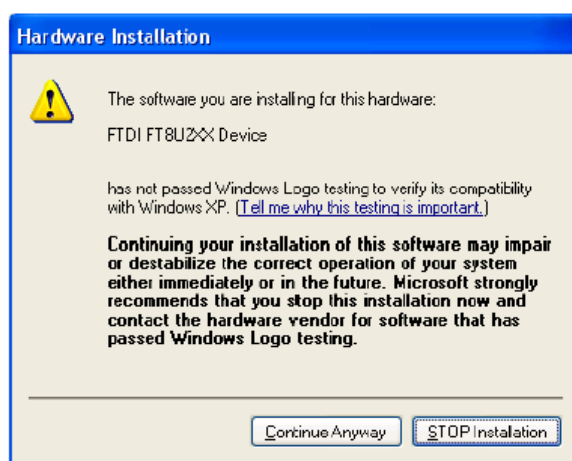 Hardware Installation
The software you are installing for this hardware:
FTDI FT8U2XX Device
has not passed Windows Logo testing to verify its compatibility
with Windows XP. (Tell me why this testing is important.)
Continuing your installation of this software may impair
or destabilize the correct operation of your system
either immediately or in the future. Microsoft strongly
recommends that you stop this installation now and
contact the hardware vendor for software that has
passed Windows Logo testing.
Continue Anyway
STOP Installation